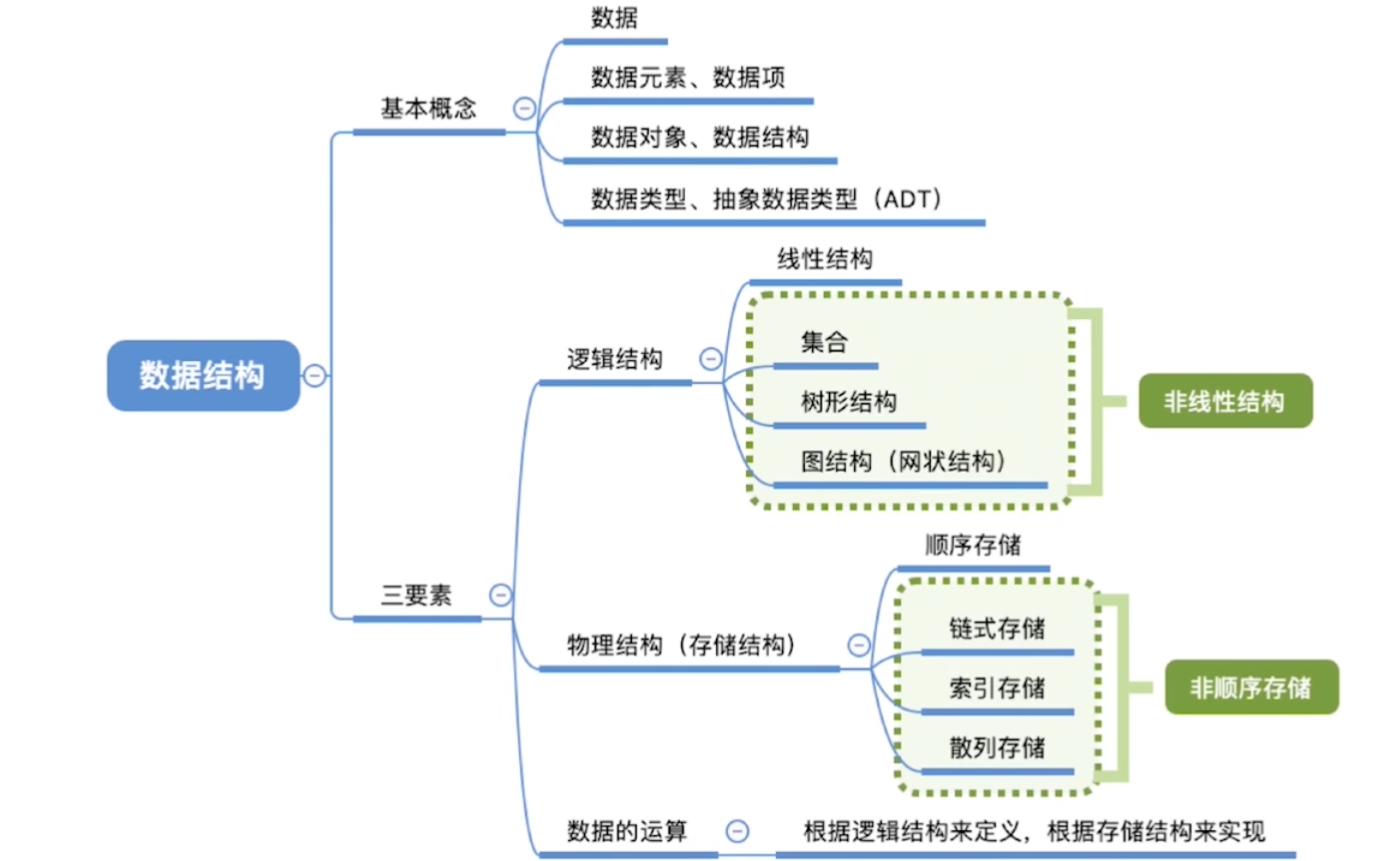 数据
数据元素、数据项
基本概念
数据对象、数据结构
数据类型、抽象数据类型（ADT）
线性结构
集合
逻辑结构
树形结构
非线性结构
图结构（网状结构）
数据结构
顺序存储
三要素
链式存储
物理结构（存储结构）
索引存储
非顺序存储
散列存储
数据的运算
根据逻辑结构来定义，根据存储结构来实现